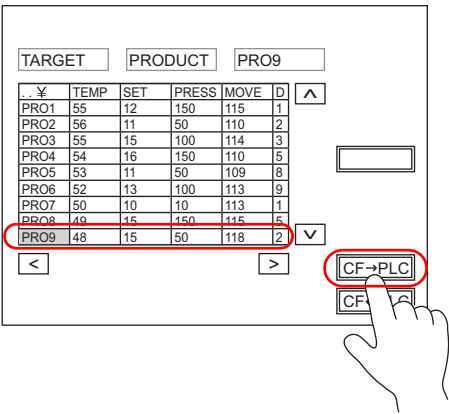 TARGET PRODUCT PRO9
. . ¥ TEMP SET PRESS MOVE D ∧
PRO1 55 12 150 115 1
PRO2 56 11 50 110 2
PRO3 55 15 100 114 3
PRO4 54 16 150 110 5
PRO5 53 11 50 109 8
PRO6 52 13 100 113 9
PRO7 50 10 10 113 1
PRO8 49 15 150 115 5
PRO9 48 15 50 118 2 ∨
< >
CF→PLC